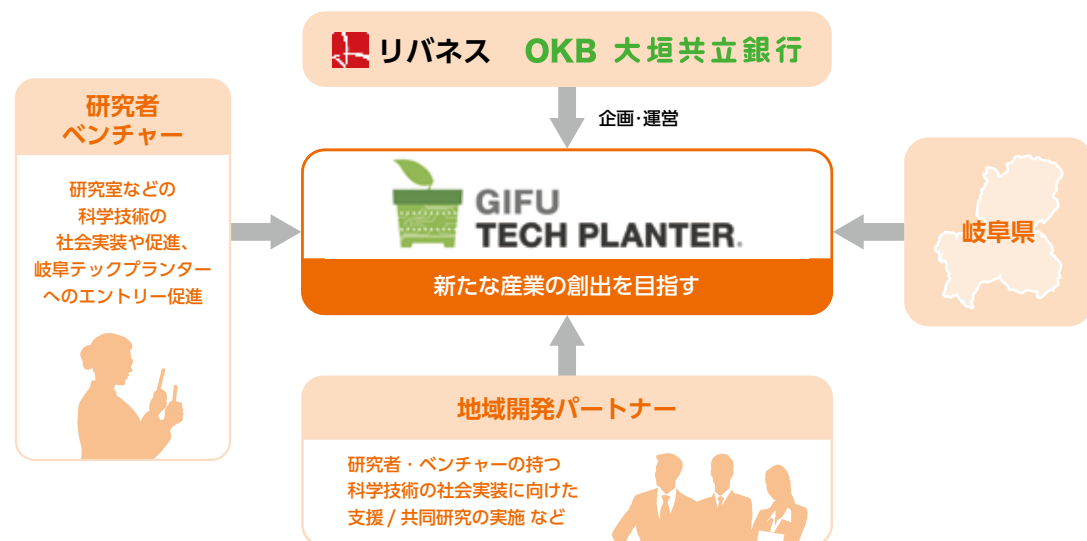 リバネス OKB 大垣共立銀行
企画・運営
研究者
ベンチャー
研究室などの
科学技術の
社会実装や促進、
岐阜テックプランター
へのエントリー促進
GIFU
TECH PLANTER.
新たな産業の創出を目指す
岐阜県
地域開発パートナー
研究者・ベンチャーの持つ
科学技術の社会実装に向けた
支援 / 共同研究の実施 など